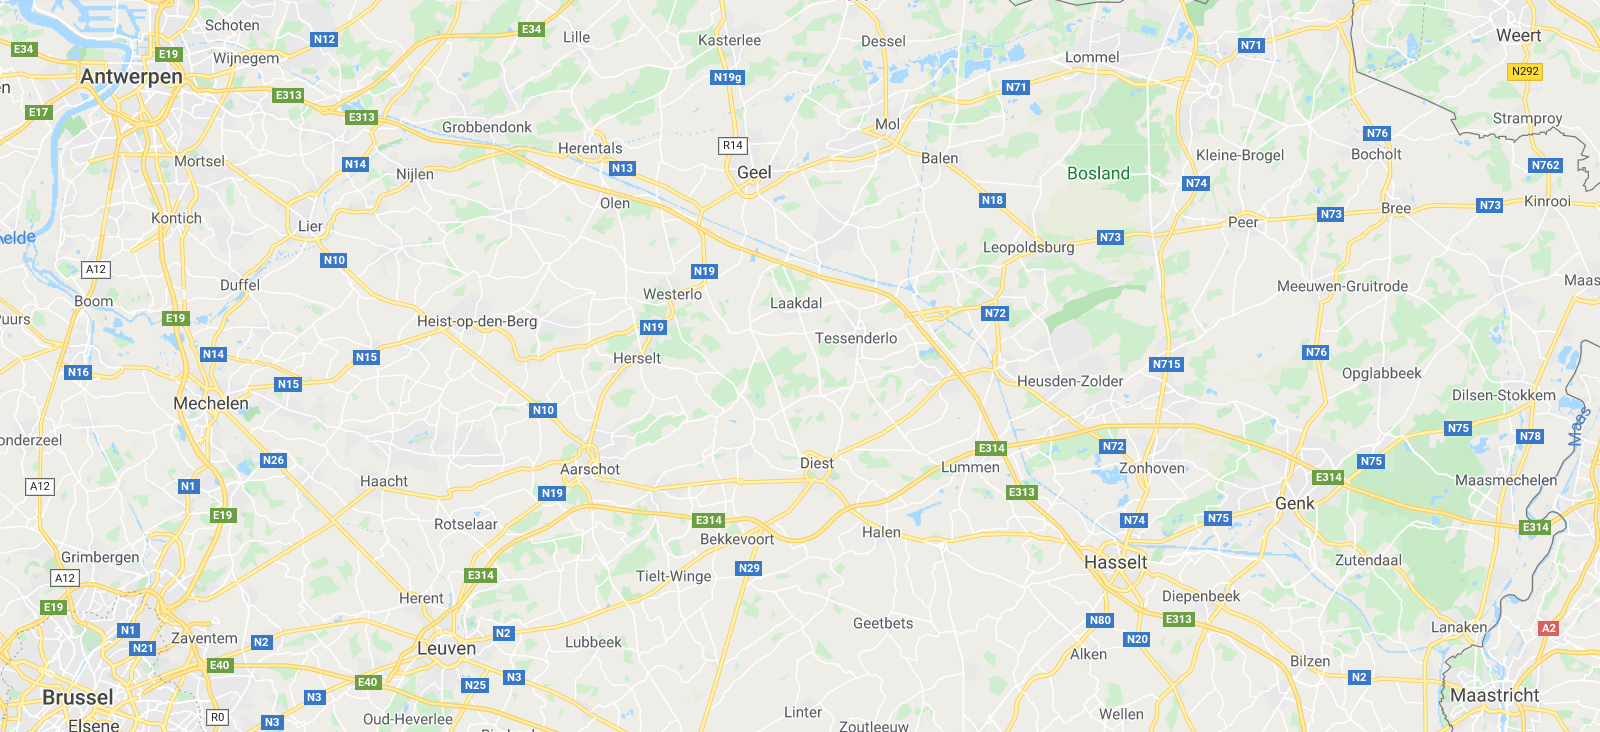 Schoten
E34
Lille
Kasterlee
Dessel
Weert
N12
N71
E34
E19
Wijnegem
Lommel
Antwerpen
N19g
N292
N71
E313
E17
E313
Stramproy
Grobbendonk
Mol
N76
R14
Herentals
Kleine-Brogel
Bocholt
Mortsel
N14
Balen
N762
N13
Geel
Bosland
Nijlen
N74
N18
Olen
Kinrooi
N73
Bree
N73
Kontich
Peer
Lier
elde
N73
Leopoldsburg
N10
A12
N19
Duffel
Meeuwen-Gruitrode
Maas
Westerlo
Boom
Laakdal
N72
E19
Heist-op-den-Berg
N19
Tessenderlo
N14
N15
Herselt
N76
N715
N16
Opglabbeek
N15
Heusden-Zolder
Dilsen-Stokkem
Mechelen
N10
Maas
N75
N78
onderzeel
E314
N72
N26
Diest
Lummen
Zonhoven
N75
Aarschot
E314
Haacht
Maasmechelen
A12
N1
N19
E313
Genk
E19
Rotselaar
E314
N74
N75
E314
Halen
Bekkevoort
Grimbergen
Hasselt
Zutendaal
A12
E314
Tielt-Winge
N29
Herent
Diepenbeek
E19
N80
E313
Geetbets
N1
Zaventem
N2
N2
Lubbeek
N20
Lanaken
A2
N21
Leuven
Alken
E40
Bilzen
N3
N2
E40
N25
Brussel
N3
Maastricht
R0
N3
Oud-Heverlee
Linter
Wellen
Elsene
Zoutleeuw